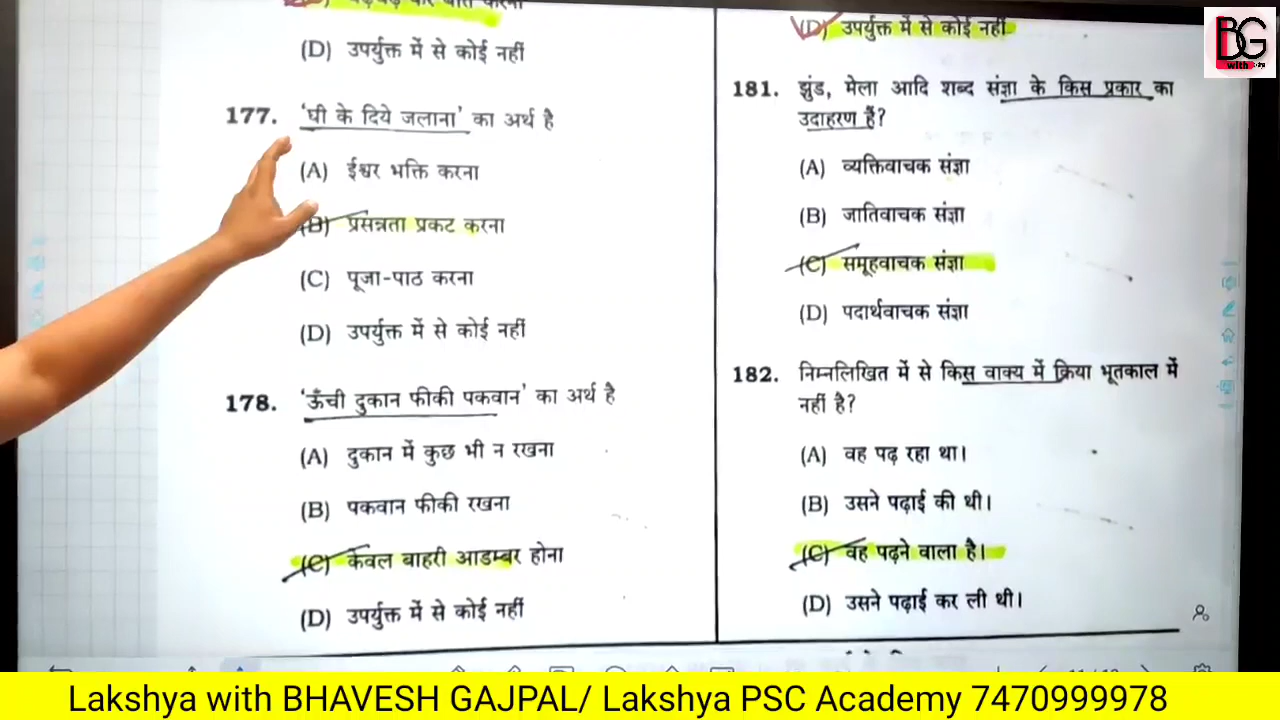 (D) उपर्युक्त में से कोई नहीं
177. 'घी के दिये जलाना' का अर्थ है
(A) ईश्वर भक्ति करना
(B) प्रसन्नता प्रकट करना
(C) पूजा-पाठ करना
(D) उपर्युक्त में से कोई नहीं
178. 'ऊँची दुकान फीकी पकवान' का अर्थ है
(A) दुकान में कुछ भी न रखना
(B) पकवान फीकी रखना
(C) केवल बाहरी आडम्बर होना
(D) उपर्युक्त में से कोई नहीं
(D) उपर्युक्त में से कोई नहीं
181. झुंड, मेला आदि शब्द संज्ञा के किस प्रकार का
उदाहरण हैं?
(A) व्यक्तिवाचक संज्ञा
(B) जातिवाचक संज्ञा
(C) समूहवाचक संज्ञा
(D) पदार्थवाचक संज्ञा
182. निम्नलिखित में से किस वाक्य में क्रिया भूतकाल में
नहीं है?
(A) वह पढ़ रहा था।
(B) उसने पढ़ाई की थी।
(C) वह पढ़ने वाला है।
(D) उसने पढ़ाई कर ली थी।
BG
with
Lakshya with BHAVESH GAJPAL/ Lakshya PSC Academy 7470999978